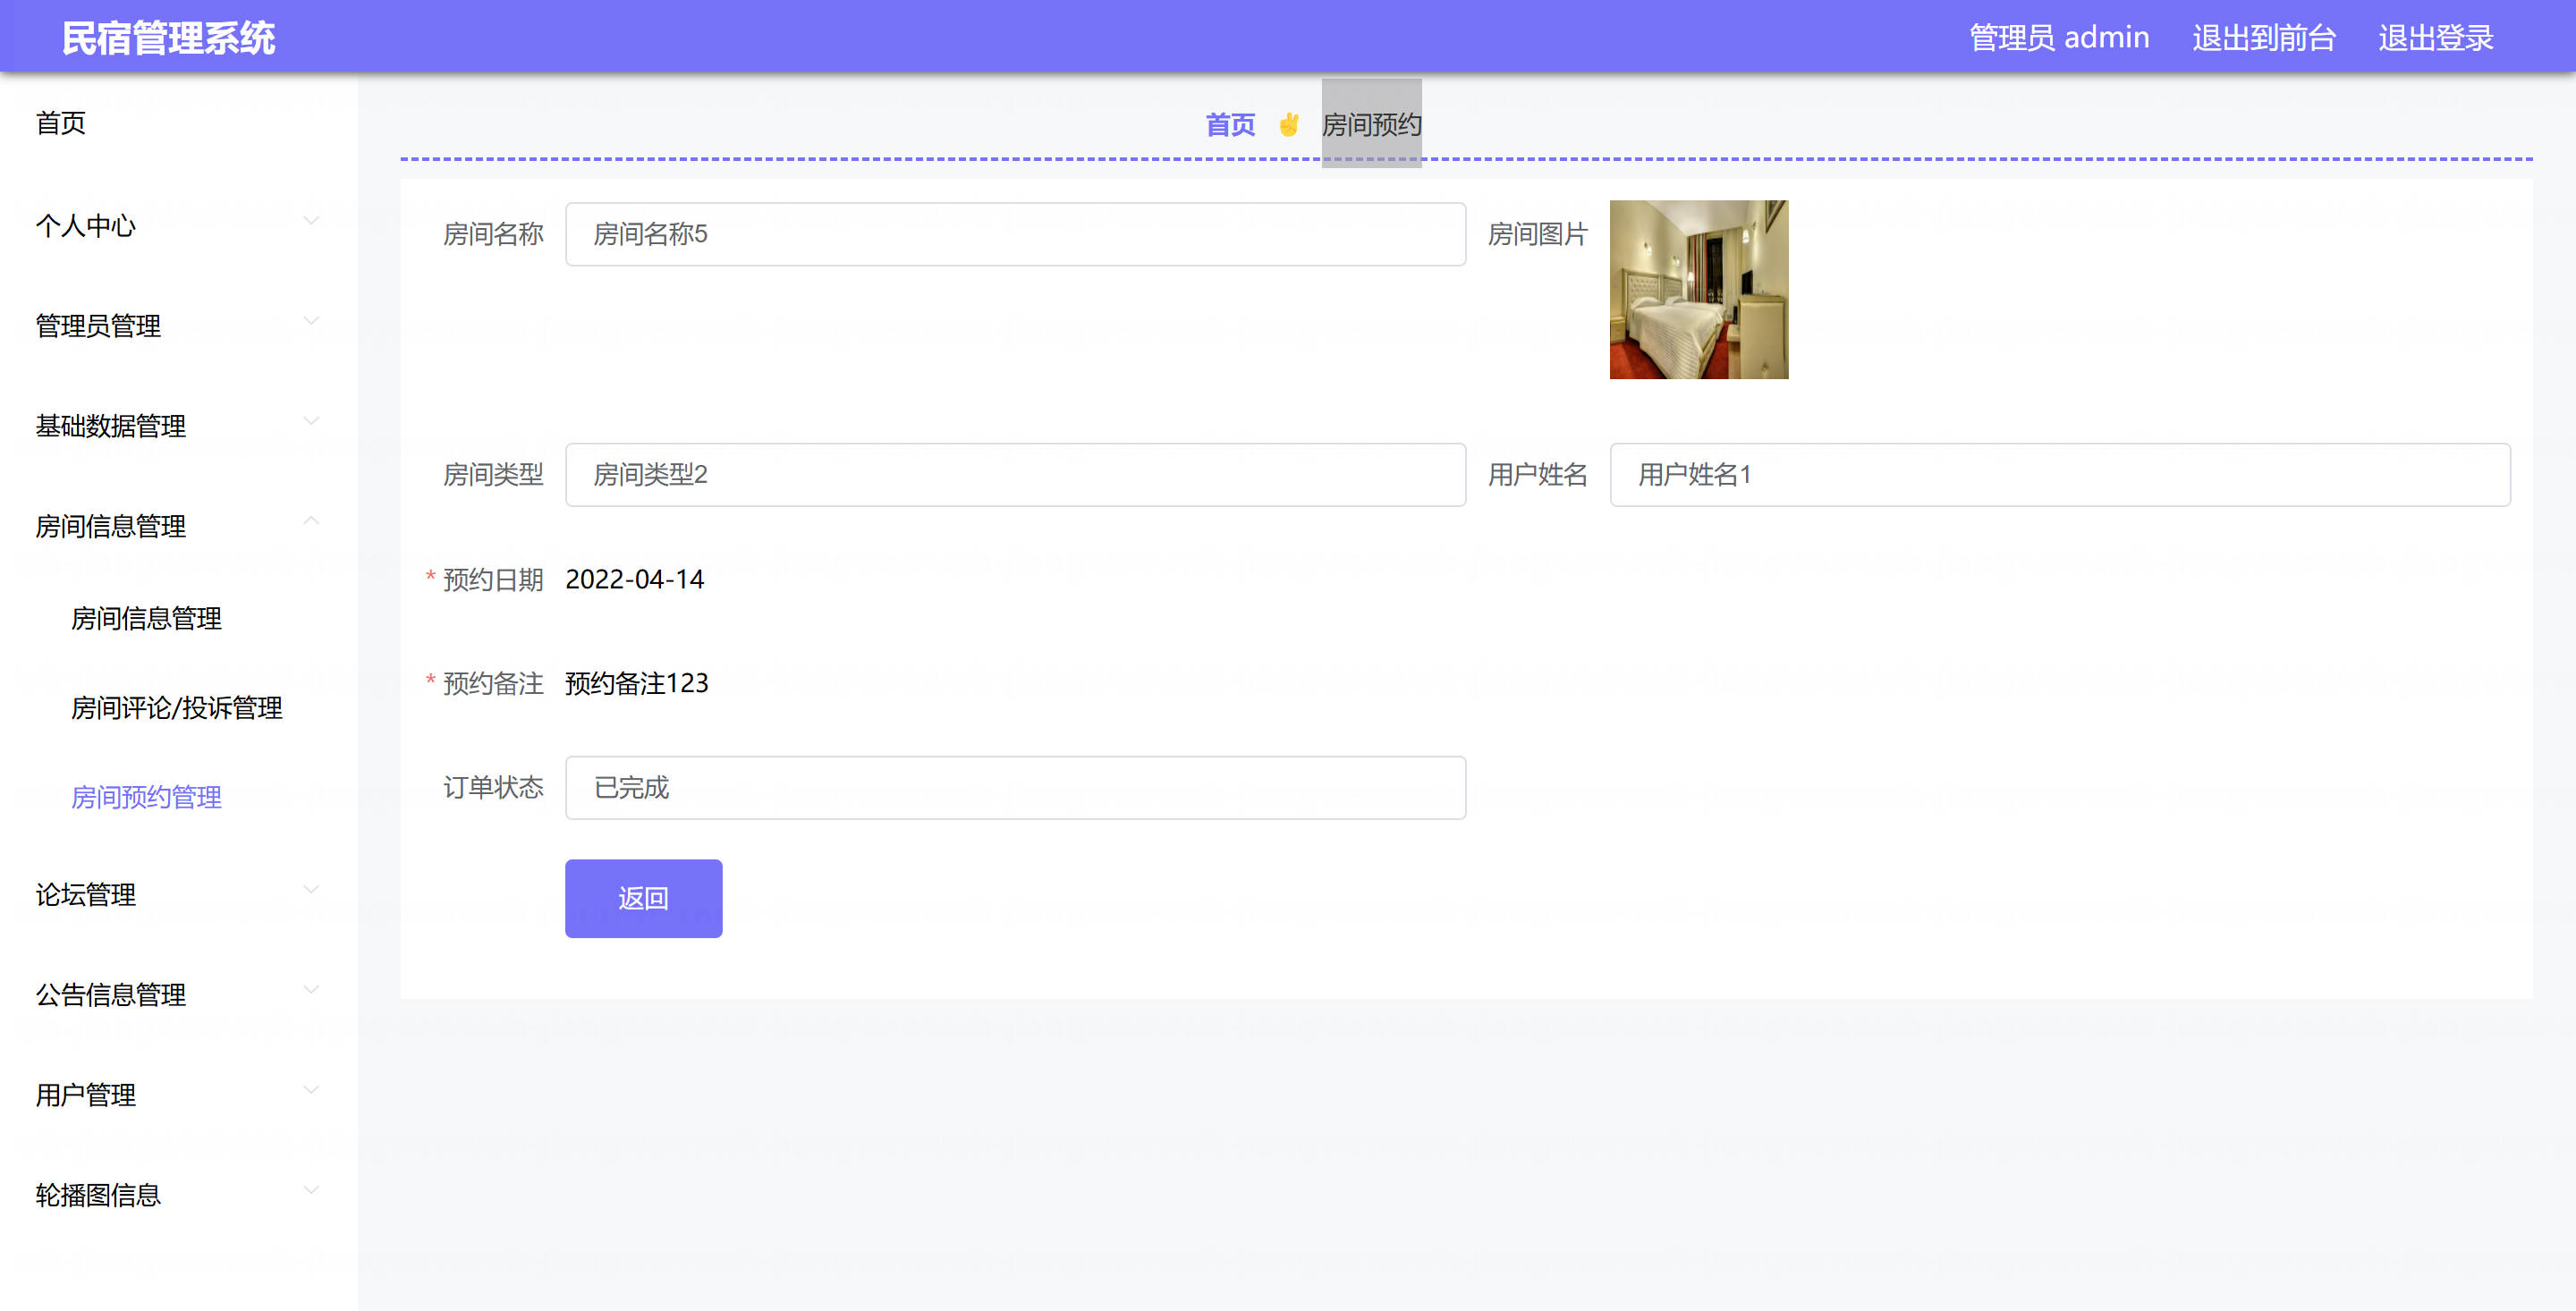 民宿管理系统
管理员 admin 退出到前台 退出登录
首页
个人中心
管理员管理
基础数据管理
房间信息管理
房间信息管理
房间评论/投诉管理
房间预约管理
论坛管理
公告信息管理
用户管理
轮播图信息
首页 ✌ 房间预约
房间名称 房间名称5 房间图片
房间类型 房间类型2 用户姓名 用户姓名1
* 预约日期 2022-04-14
* 预约备注 预约备注123
订单状态 已完成
返回